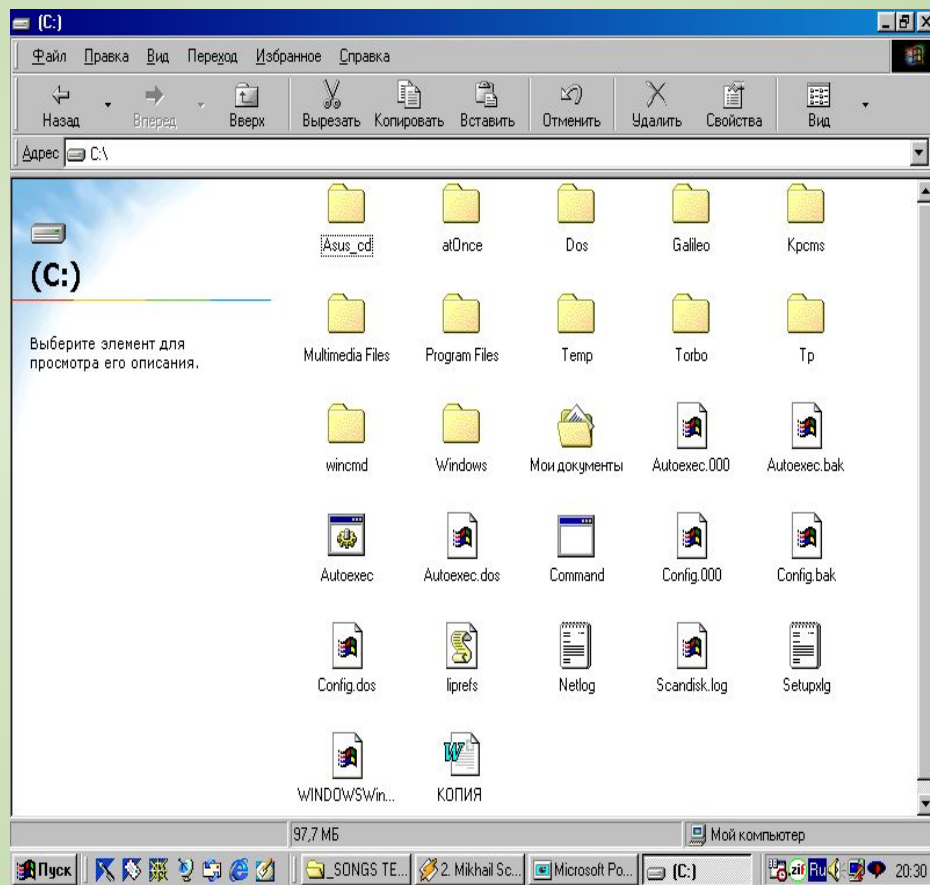 (C:)
Файл Правка Вид Переход Избранное Справка
Назад Вперед Вверх Вырезать Копировать Вставить Отменить Удалить Свойства Вид
Адрес C:\
(C:)
Выберите элемент для
просмотра его описания.
Asus_cd atOnce Dos Galileo Kpcms
Multimedia Files Program Files Temp Torbo Tp
wincmd Windows Мои документы Autoexec.000 Autoexec.bak
Autoexec Autoexec.dos Command Config.000 Config.bak
Config.dos liprefs Netlog Scandisk.log Setupxlg
WINDOWSWin... КОПИЯ
97,7 МБ Мой компьютер
Пуск _SONGS TE... 2. Mikhail Sc... Microsoft Po... (C:) zif Ru 20:30